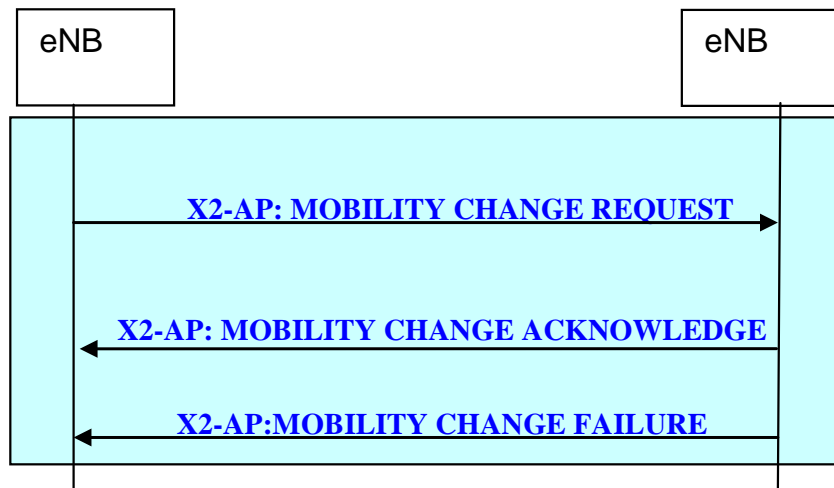 eNB
eNB
X2-AP: MOBILITY CHANGE REQUEST
X2-AP: MOBILITY CHANGE ACKNOWLEDGE
X2-AP:MOBILITY CHANGE FAILURE